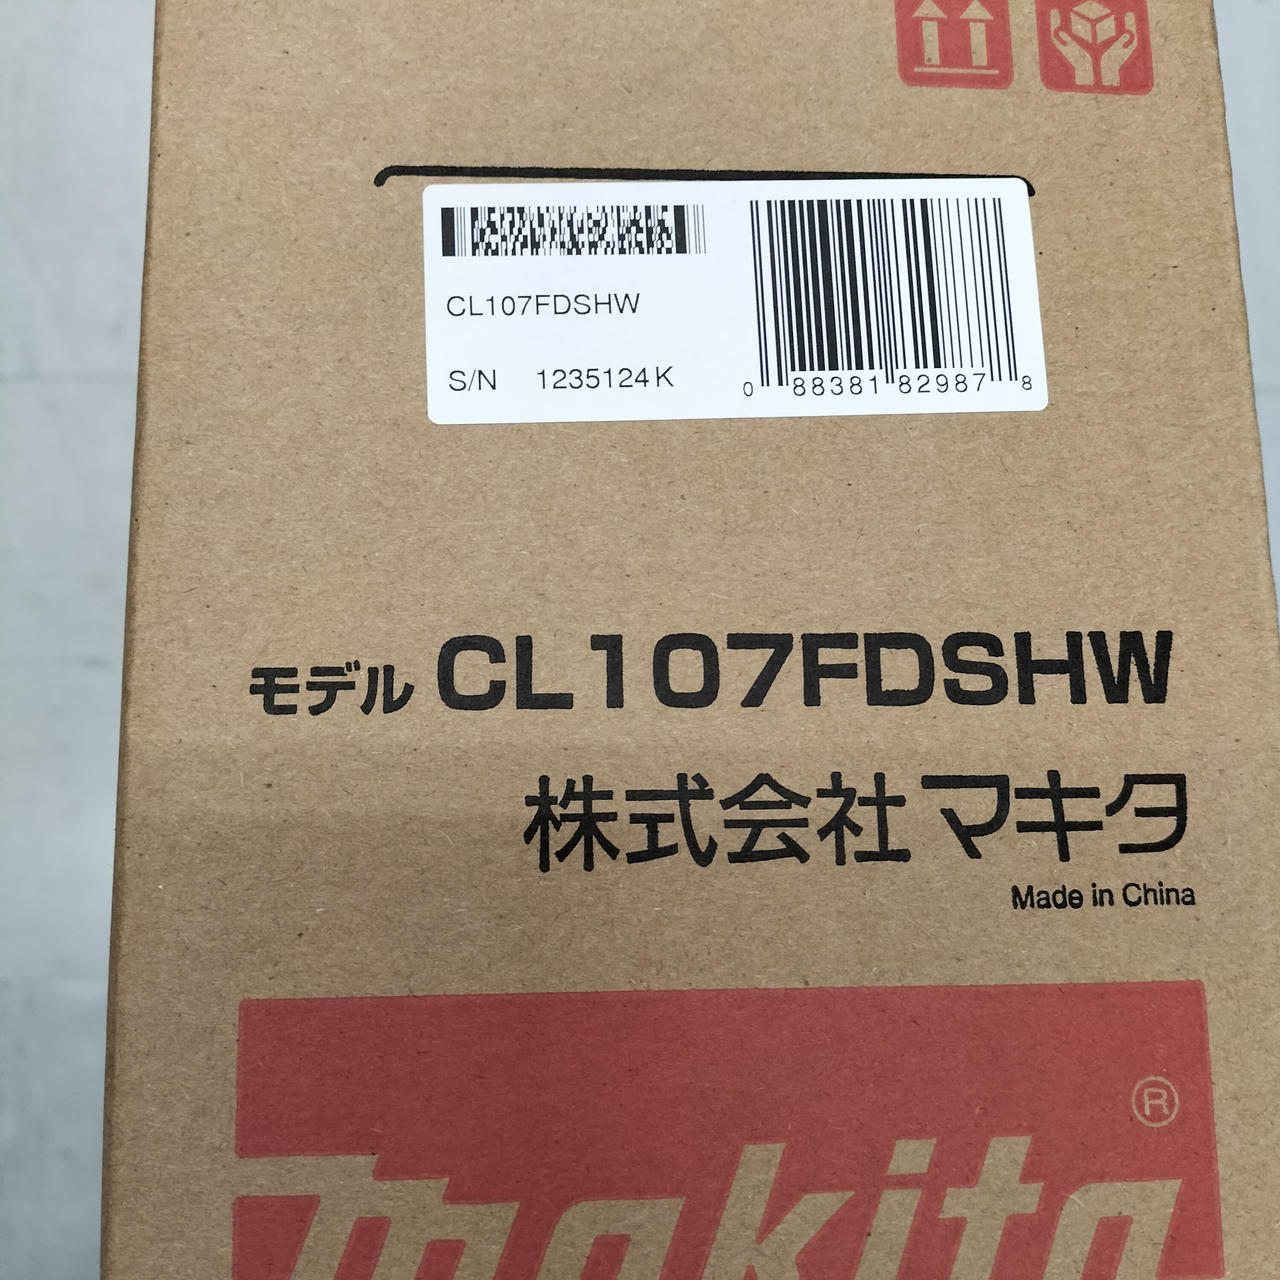 CL107FDSHW
S/N 1235124K
0 88381 82987 8
モデル CL107FDSHW
株式会社マキタ
Made in China
®
makita